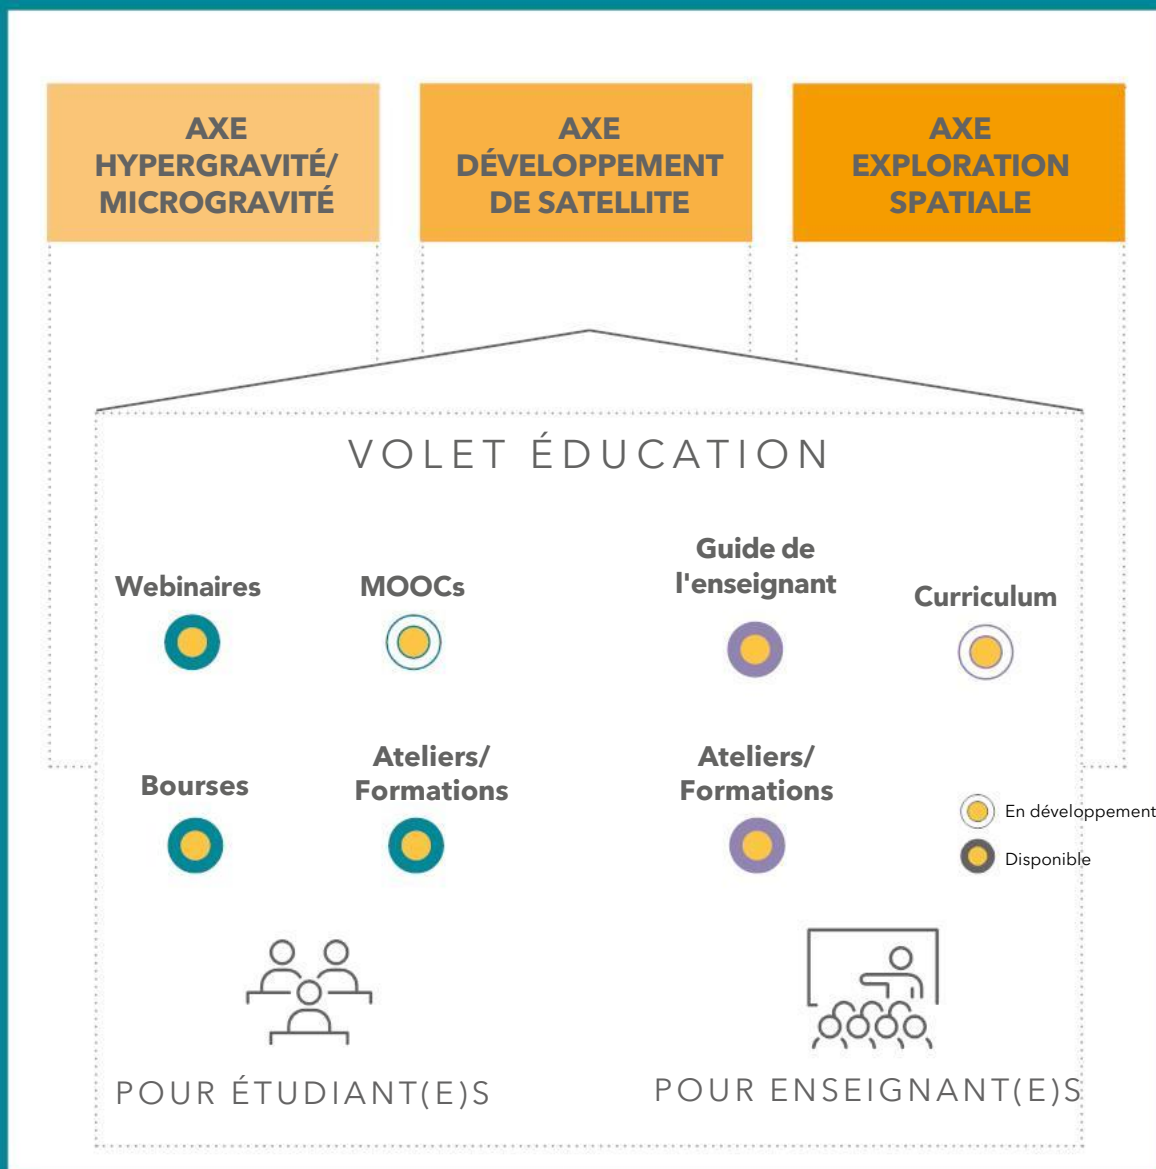 AXE
HYPERGRAVITÉ/
MICROGRAVITÉ
AXE
DÉVELOPPEMENT
DE SATELLITE
AXE
EXPLORATION
SPATIALE
VOLET ÉDUCATION
Webinaires
MOOCs
Guide de
l'enseignant
Curriculum
Bourses
Ateliers/
Formations
Ateliers/
Formations
En développement
Disponible
POUR ÉTUDIANT(E)S
POUR ENSEIGNANT(E)S